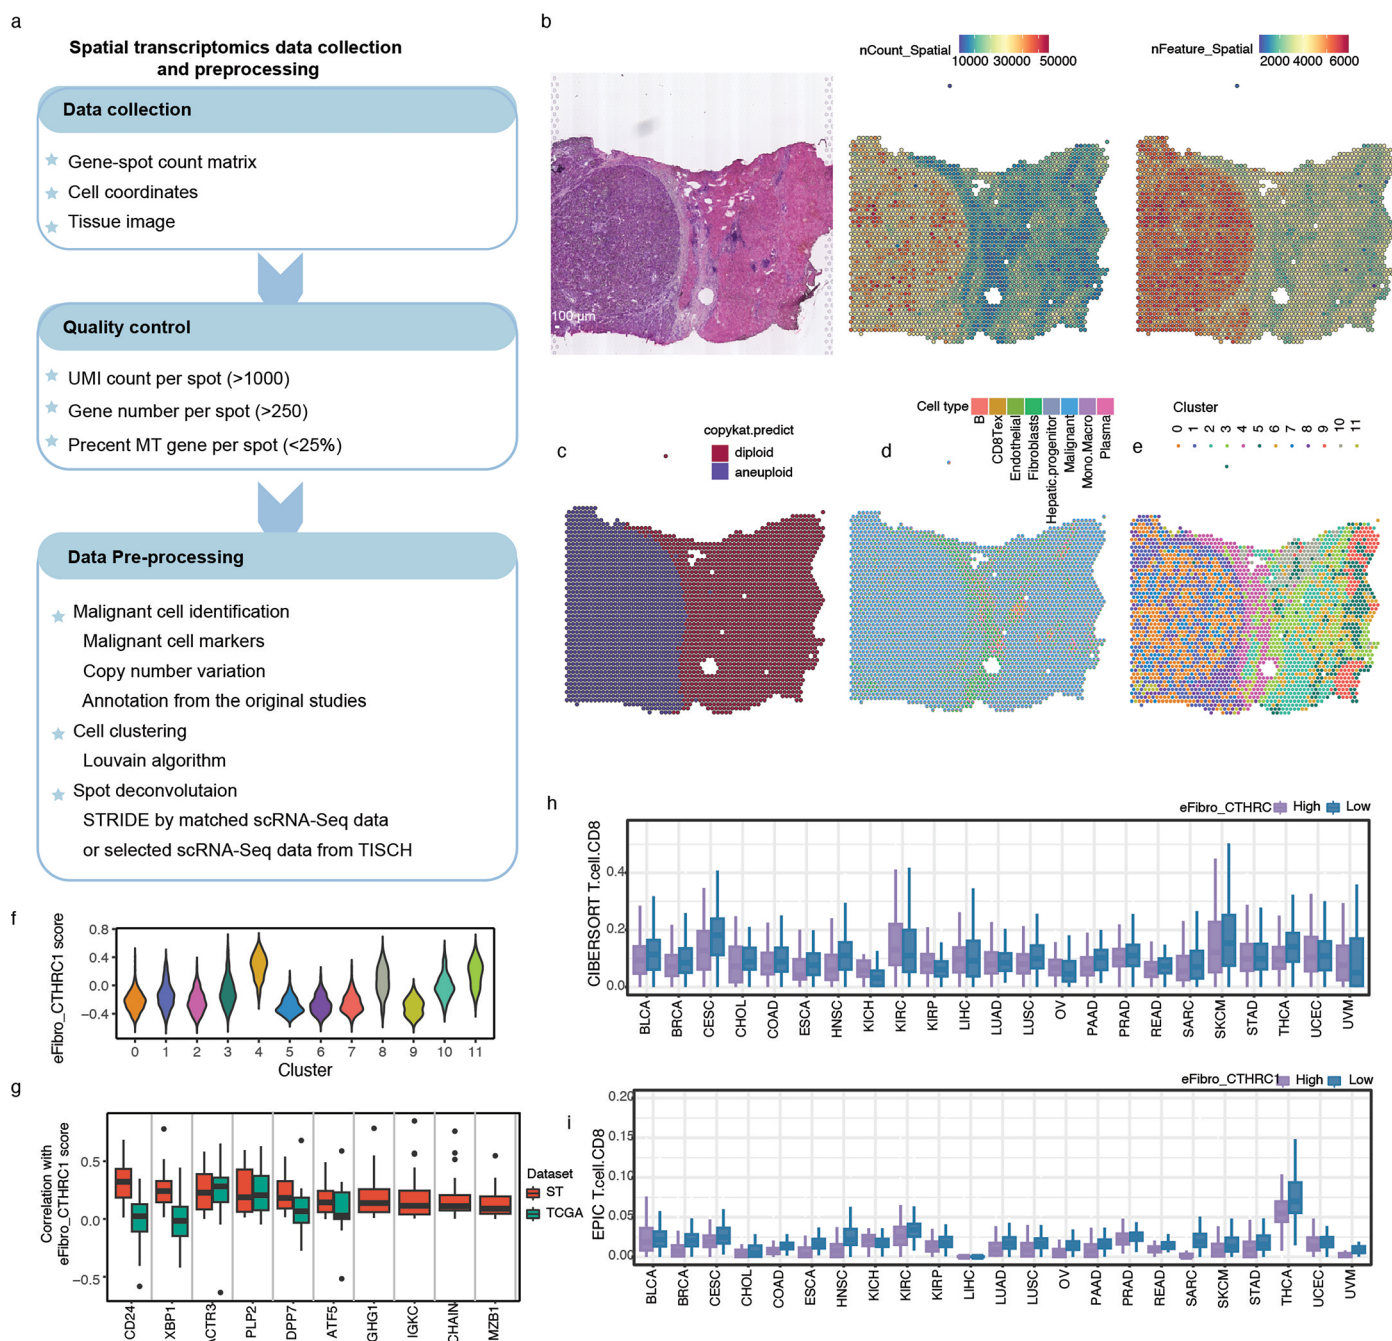 a
Spatial transcriptomics data collection
and preprocessing
Data collection
Gene-spot count matrix
Cell coordinates
Tissue image
Quality control
UMI count per spot (>1000)
Gene number per spot (>250)
Precent MT gene per spot (<25%)
Data Pre-processing
Malignant cell identification
Malignant cell markers
Copy number variation
Annotation from the original studies
Cell clustering
Louvain algorithm
Spot deconvolutaion
STRIDE by matched scRNA-Seq data
or selected scRNA-Seq data from TISCH
b
nCount_Spatial
10000 30000 50000
nFeature_Spatial
2000 4000 6000
100 μm
c
copykat.predict
diploid
aneuploid
d
Cell type
B
CD8Tex
Endothelial
Fibroblasts
Hepatic.progenitor
Malignant
Mono.Macro
Plasma
e
Cluster
0 1 2 3 4 5 6 7 8 9 10 11
f
eFibro_CTHRC1 score
0.8
0.4
0.0
−0.4
0 1 2 3 4 5 6 7 8 9 10 11
Cluster
g
Correlation with
eFibro_CTHRC1 score
0.5
0.0
−0.5
CD24 XBP1 ACTR3 PLP2 DPP7 ATF5 GHG1 IGKC CHAIN MZB1
Dataset
ST
TCGA
h
eFibro_CTHRC High Low
CIBERSORT T.cell.CD8
0.4
0.2
0.0
BLCA BRCA CESC CHOL COAD ESCA HNSC KICH KIRC KIRP LIHC LUAD LUSC OV PAAD PRAD READ SARC SKCM STAD THCA UCEC UVM
i
eFibro_CTHRC1 High Low
EPIC T.cell.CD8
0.20
0.15
0.10
0.05
0.00
BLCA BRCA CESC CHOL COAD ESCA HNSC KICH KIRC KIRP LIHC LUAD LUSC OV PAAD PRAD READ SARC SKCM STAD THCA UCEC UVM